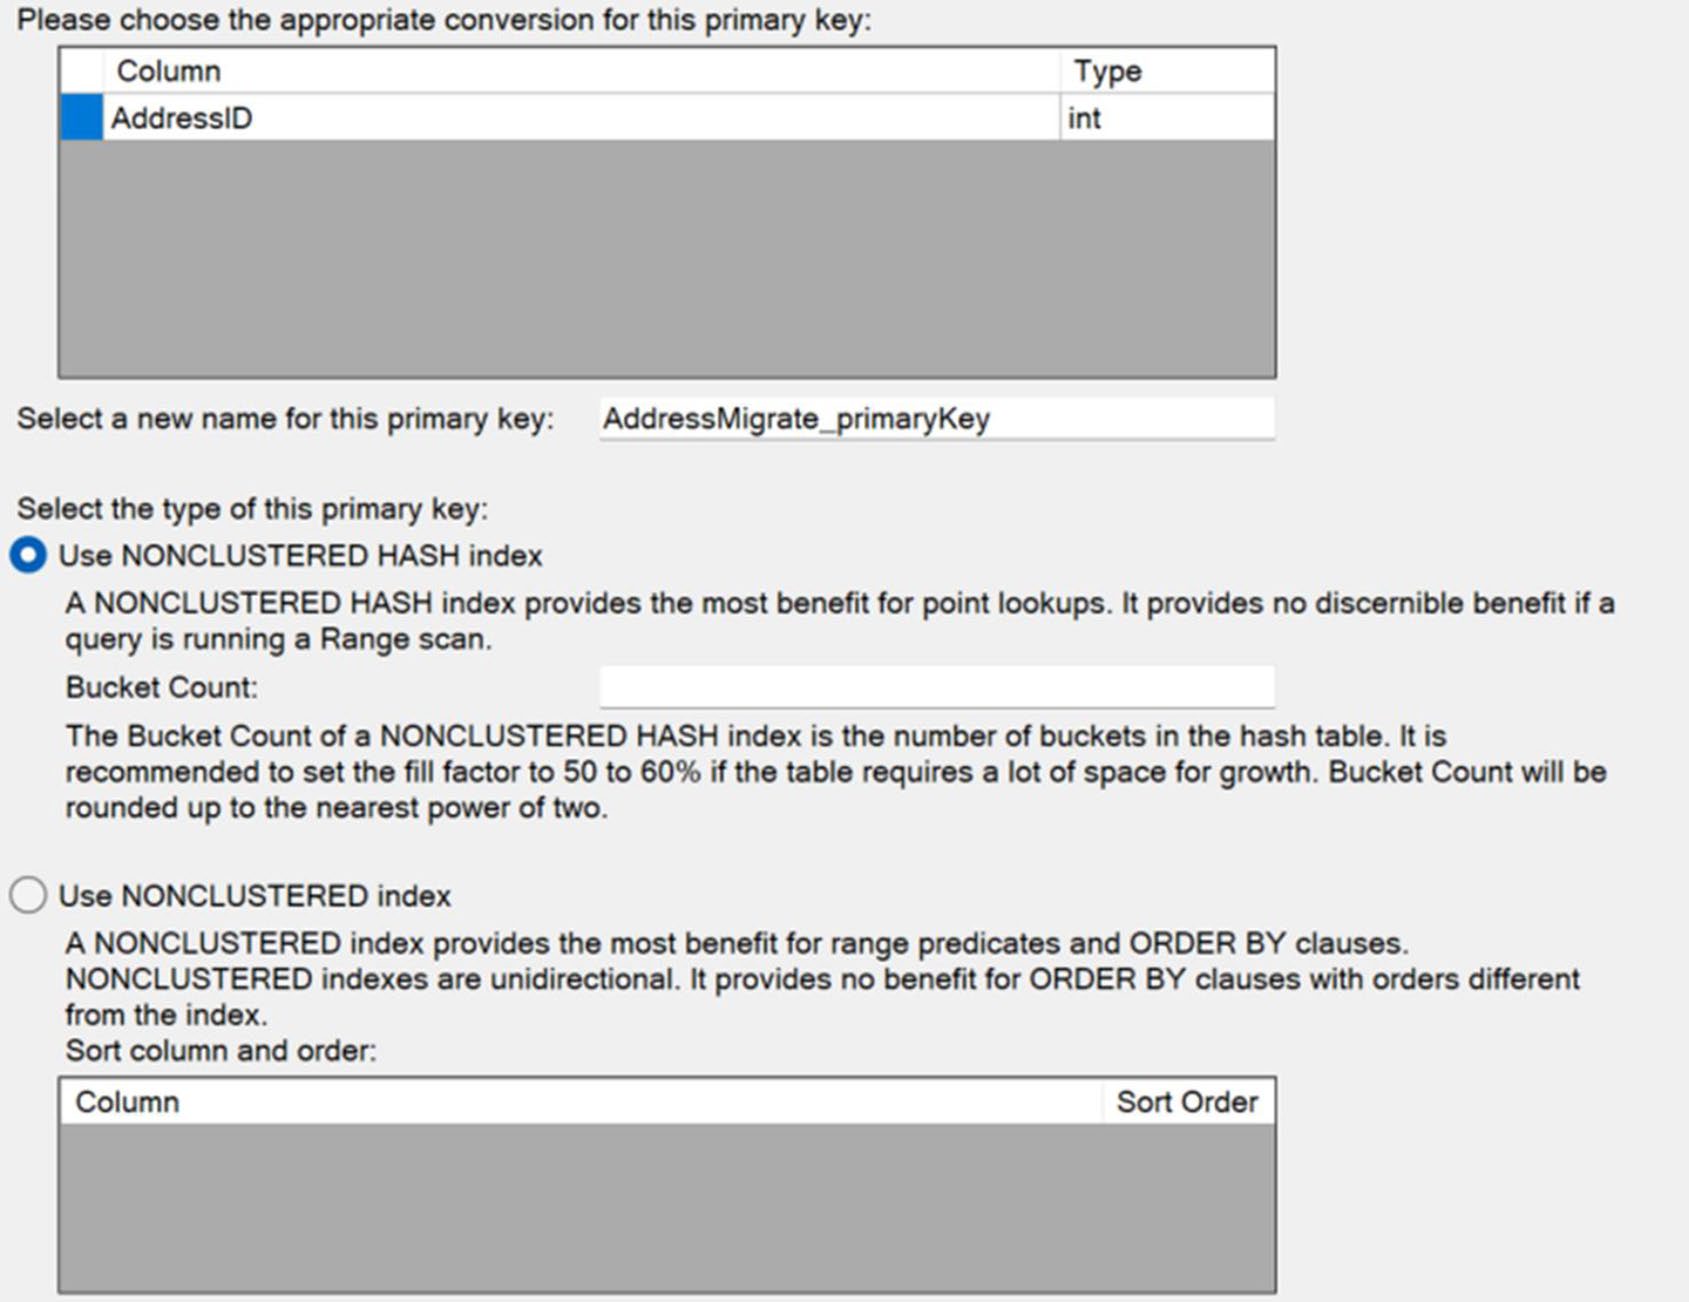 Please choose the appropriate conversion for this primary key:
Column Type
AddressID int
Select a new name for this primary key: AddressMigrate_primaryKey
Select the type of this primary key:
Use NONCLUSTERED HASH index
A NONCLUSTERED HASH index provides the most benefit for point lookups. It provides no discernible benefit if a
query is running a Range scan.
Bucket Count:
The Bucket Count of a NONCLUSTERED HASH index is the number of buckets in the hash table. It is
recommended to set the fill factor to 50 to 60% if the table requires a lot of space for growth. Bucket Count will be
rounded up to the nearest power of two.
Use NONCLUSTERED index
A NONCLUSTERED index provides the most benefit for range predicates and ORDER BY clauses.
NONCLUSTERED indexes are unidirectional. It provides no benefit for ORDER BY clauses with orders different
from the index.
Sort column and order:
Column Sort Order